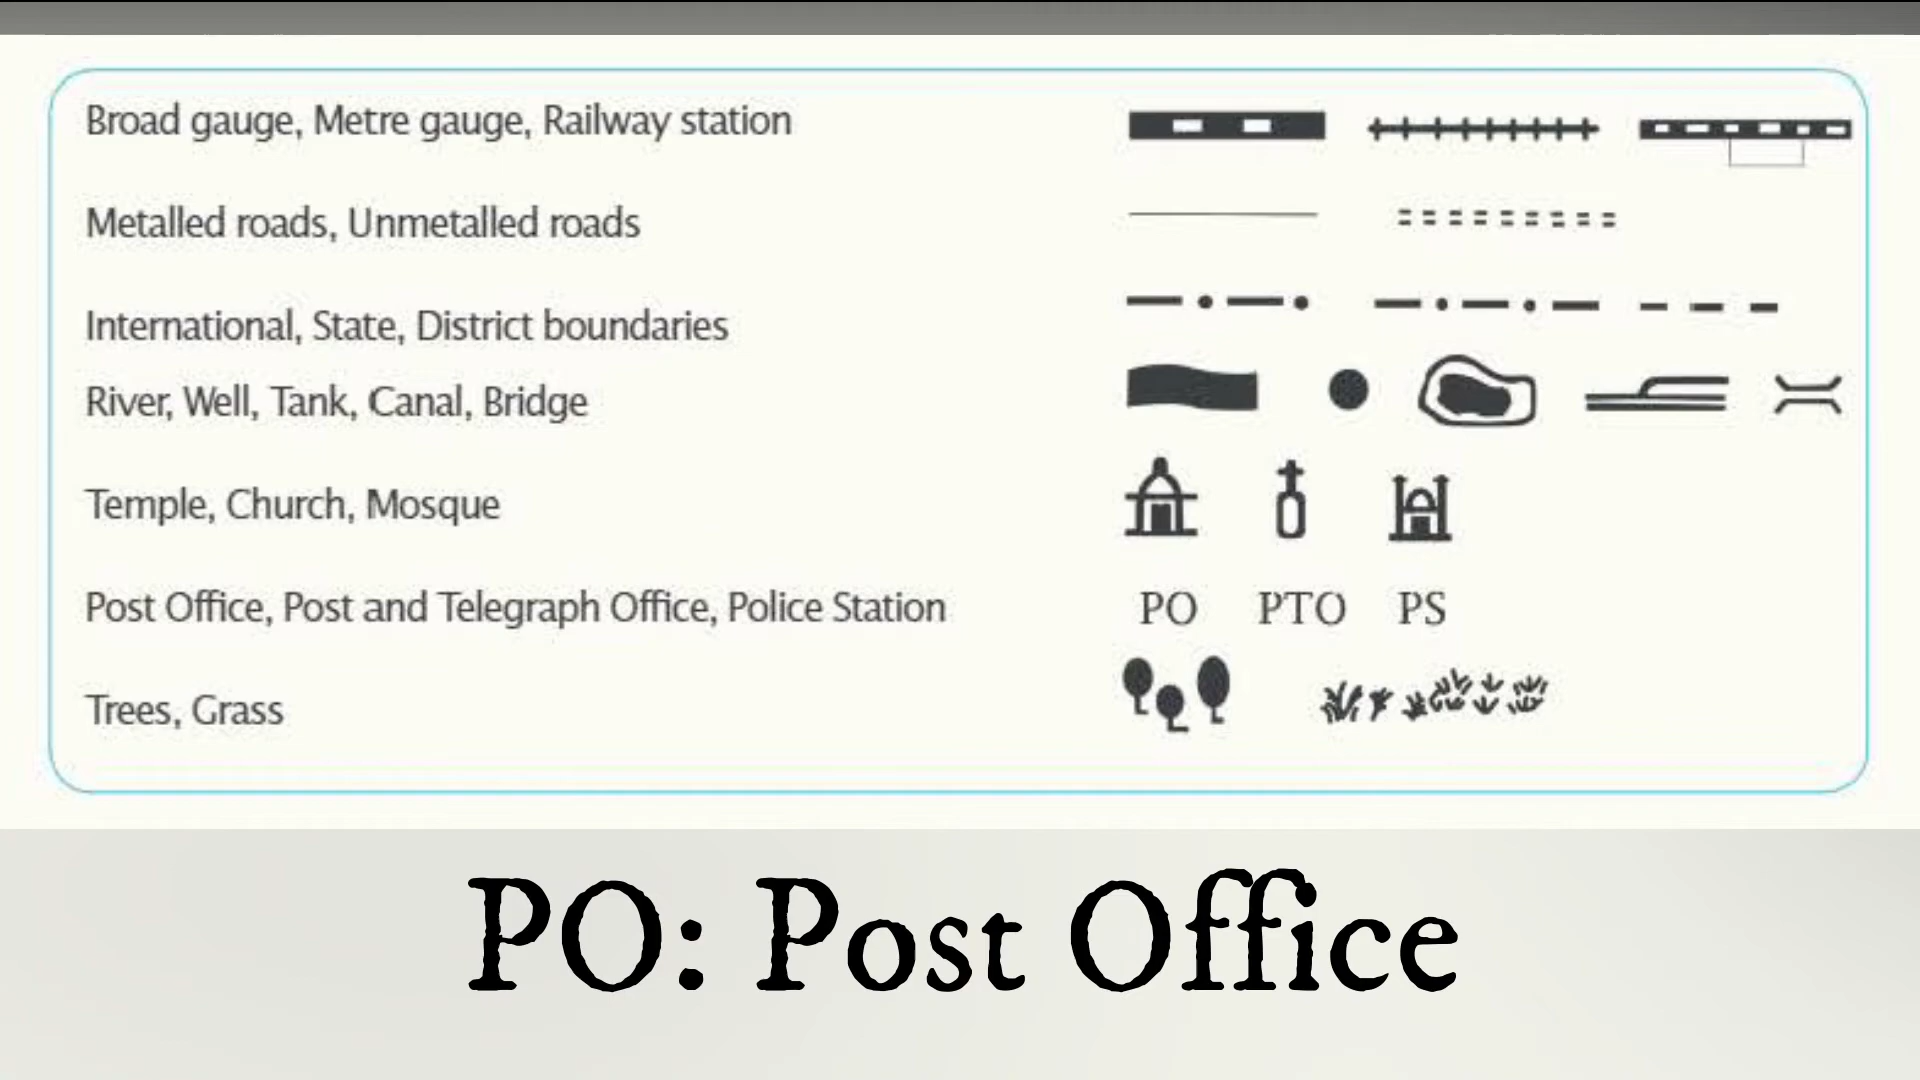 Broad gauge, Metre gauge, Railway station
Metalled roads, Unmetalled roads
International, State, District boundaries
River, Well, Tank, Canal, Bridge
Temple, Church, Mosque
Post Office, Post and Telegraph Office, Police Station PO PTO PS
Trees, Grass
PO: Post Office